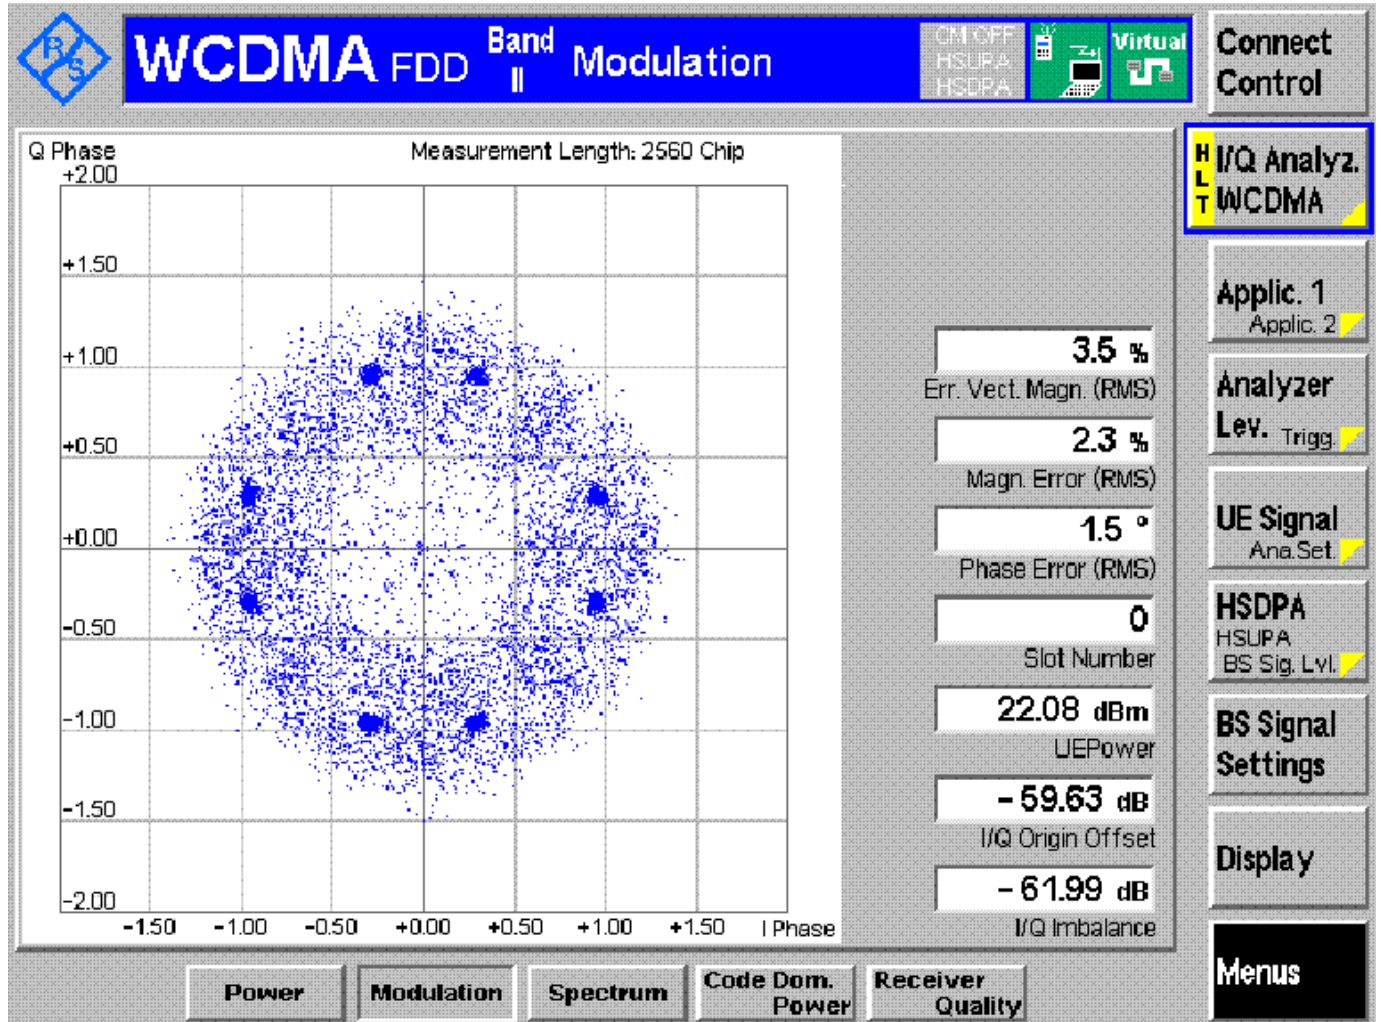 R S
WCDMA FDD Band II Modulation
CM OFF
HSUPA
HSDPA
Virtual
Connect
Control
Q Phase
Measurement Length: 2560 Chip
+2.00
+1.50
+1.00
+0.50
+0.00
-0.50
-1.00
-1.50
-2.00
-1.50 -1.00 -0.50 +0.00 +0.50 +1.00 +1.50 I Phase
3.5 %
Err. Vect. Magn. (RMS)
2.3 %
Magn. Error (RMS)
1.5 °
Phase Error (RMS)
0
Slot Number
22.08 dBm
UEPower
-59.63 dB
I/Q Origin Offset
-61.99 dB
I/Q Imbalance
HLT
I/Q Analyz.
WCDMA
Applic. 1
Applic. 2
Analyzer
Lev. Trigg.
UE Signal
Ana.Set.
HSDPA
HSUPA
BS Sig. Lvl.
BS Signal
Settings
Display
Menus
Power
Modulation
Spectrum
Code Dom.
Power
Receiver
Quality